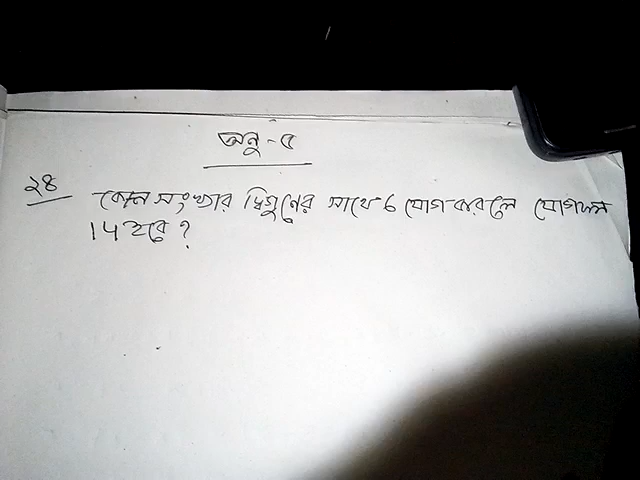 অনু - ৫
২৪ কোন সংখ্যার দ্বিগুনের সাথে 6 যোগ করলে যোগফল
14 হবে ?